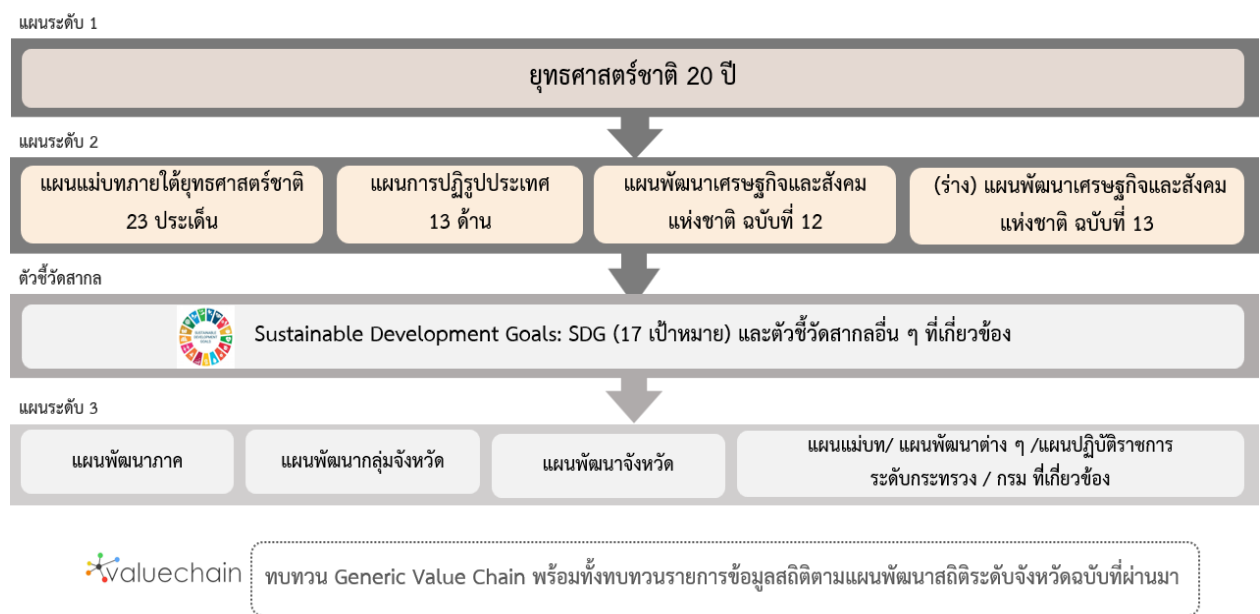 แผนระดับ 1
ยุทธศาสตร์ชาติ 20 ปี
แผนระดับ 2
แผนแม่บทภายใต้ยุทธศาสตร์ชาติ
23 ประเด็น
แผนการปฏิรูปประเทศ
13 ด้าน
แผนพัฒนาเศรษฐกิจและสังคม
แห่งชาติ ฉบับที่ 12
(ร่าง) แผนพัฒนาเศรษฐกิจและสังคม
แห่งชาติ ฉบับที่ 13
ตัวชี้วัดสากล
SUSTAINABLE
DEVELOPMENT
GOALS
Sustainable Development Goals: SDG (17 เป้าหมาย) และตัวชี้วัดสากลอื่น ๆ ที่เกี่ยวข้อง
แผนระดับ 3
แผนพัฒนาภาค
แผนพัฒนากลุ่มจังหวัด
แผนพัฒนาจังหวัด
แผนแม่บท/ แผนพัฒนาต่าง ๆ /แผนปฏิบัติราชการ
ระดับกระทรวง / กรม ที่เกี่ยวข้อง
valuechain
ทบทวน Generic Value Chain พร้อมทั้งทบทวนรายการข้อมูลสถิติตามแผนพัฒนาสถิติระดับจังหวัดฉบับที่ผ่านมา